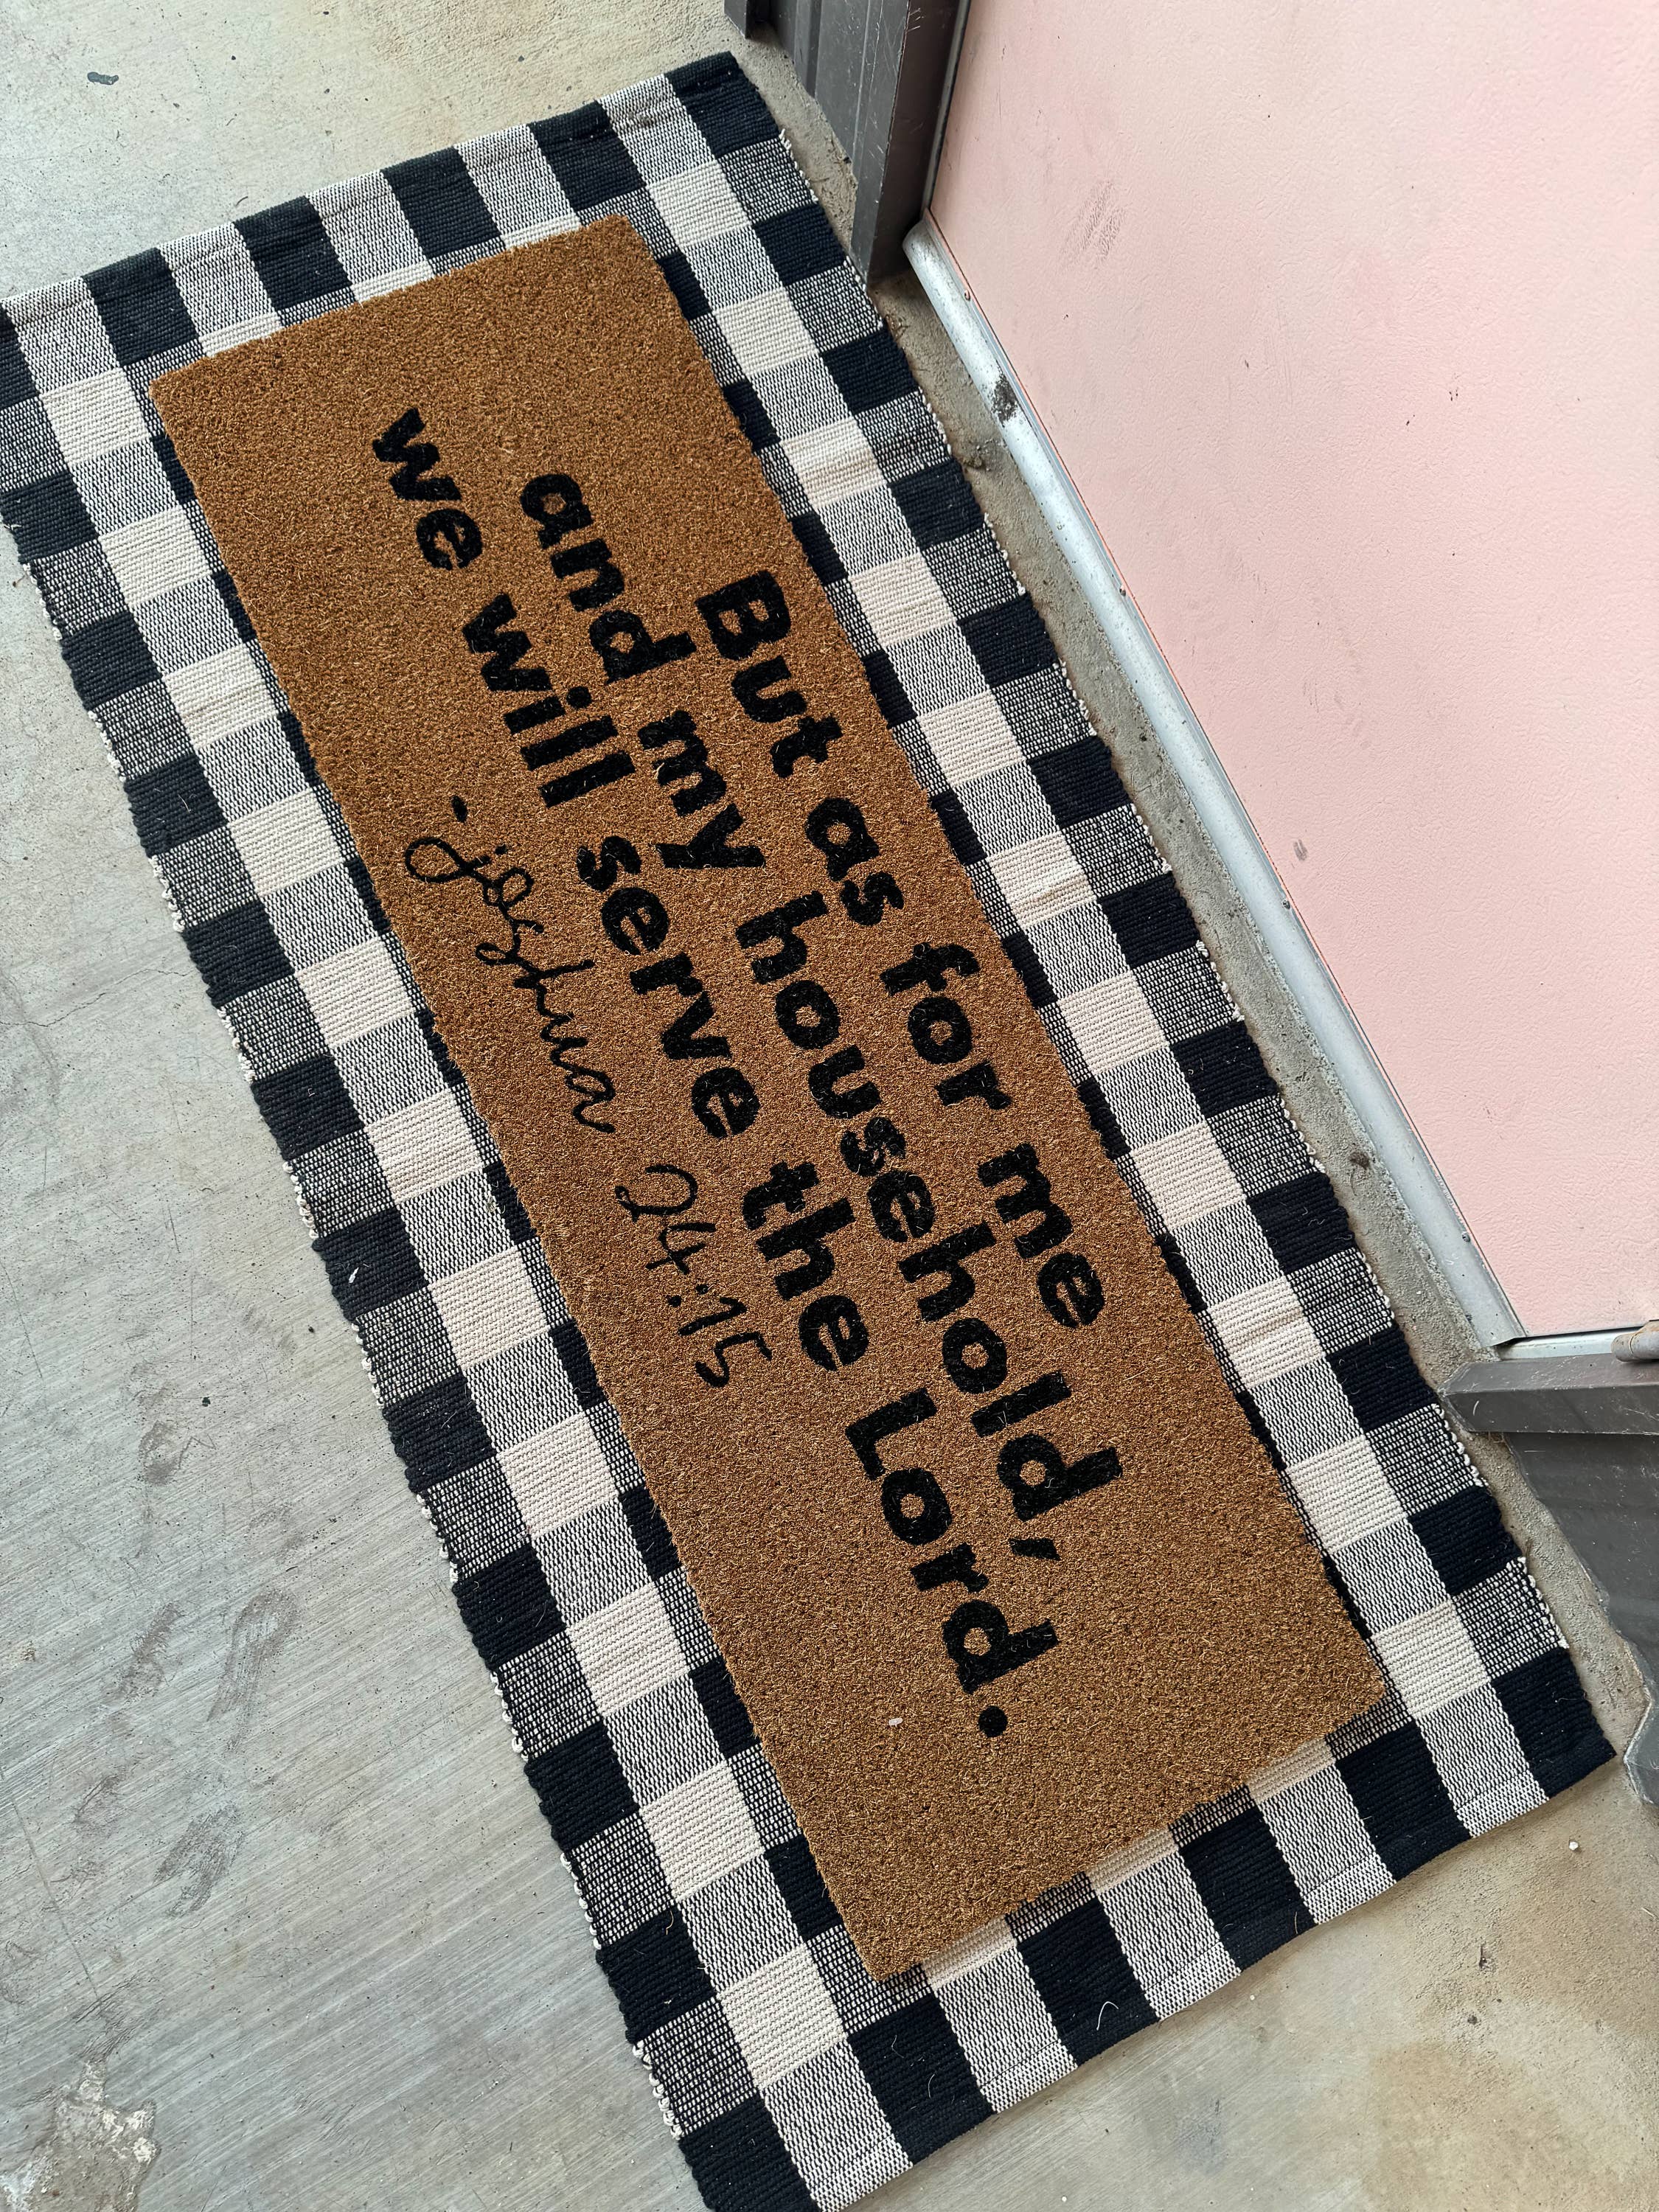 But as for me
and my household,
we will serve the Lord.
-joshua 24:15